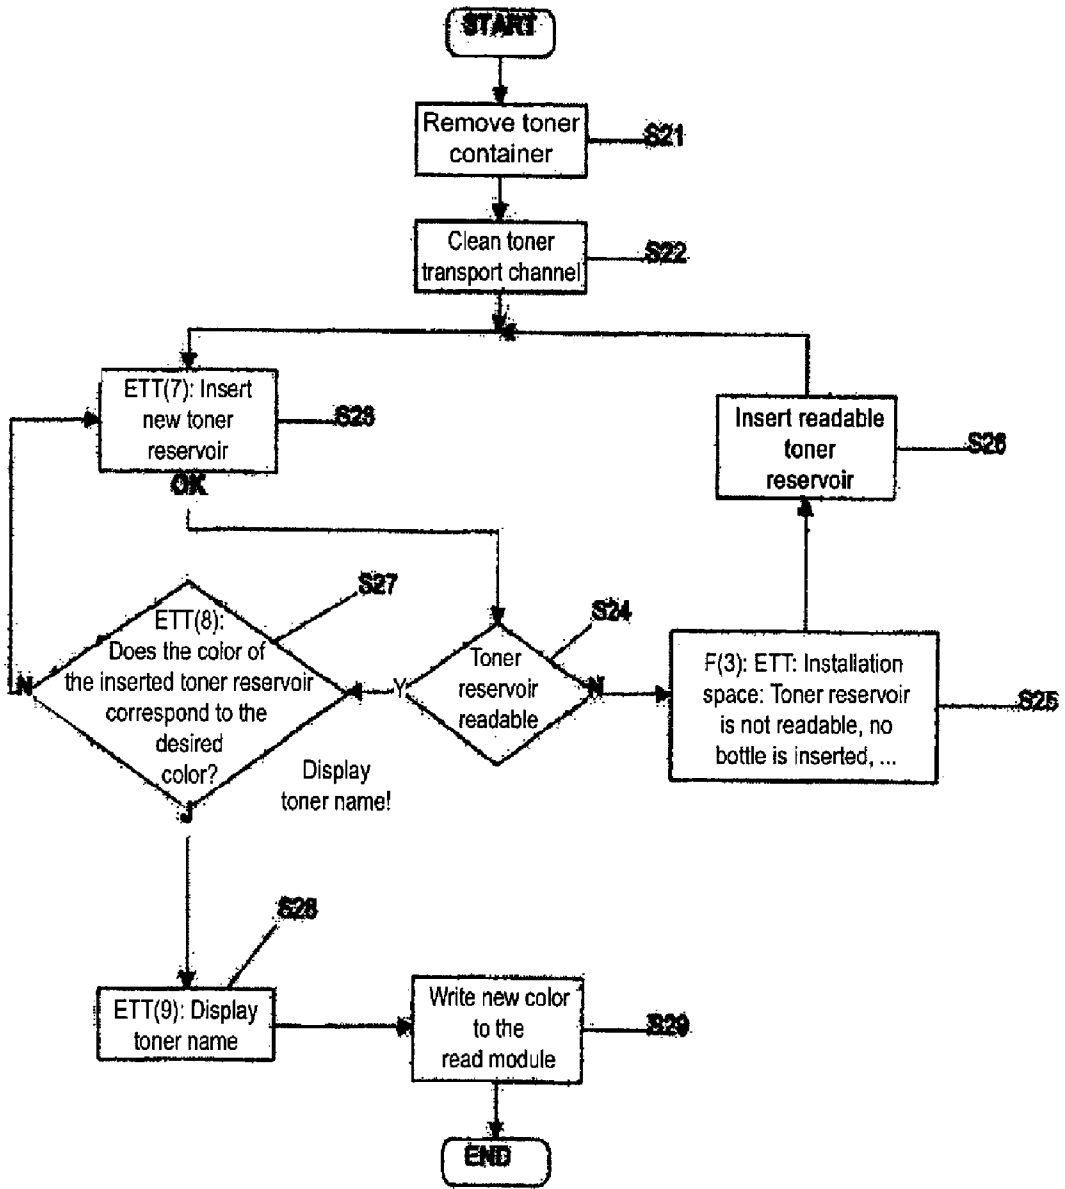 START
Remove toner
container
S21
Clean toner
transport channel
S22
ETT(7): Insert
new toner
reservoir
S23
OK
Insert readable
toner
reservoir
S26
S27
ETT(8):
Does the color of
the inserted toner reservoir
correspond to the
desired
color?
N
J
Display
toner name!
S24
Toner
reservoir
readable
Y
N
F(3): ETT: Installation
space: Toner reservoir
is not readable, no
bottle is inserted, ...
S25
S28
ETT(9): Display
toner name
Write new color
to the
read module
S29
END